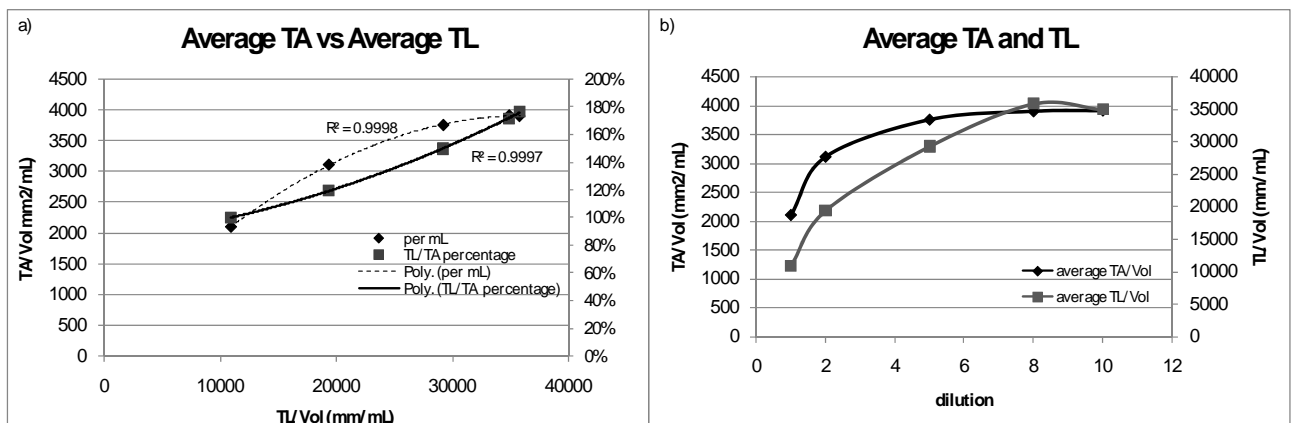 a)
Average TA vs Average TL
TA/Vol mm2/mL)
4500
4000
3500
3000
2500
2000
1500
1000
500
0
200%
180%
160%
140%
120%
100%
80%
60%
40%
20%
0%
R² = 0.9998
R² = 0.9997
per mL
TL/TA percentage
Poly. (per mL)
Poly. (TL/TA percentage)
0 10000 20000 30000 40000
TL/Vol (mm/mL)
b)
Average TA and TL
TA/Vol (mm2/mL)
4500
4000
3500
3000
2500
2000
1500
1000
500
0
40000
35000
30000
25000
20000
15000
10000
5000
0
TL/Vol (mm/mL)
average TA/Vol
average TL/Vol
0 2 4 6 8 10 12
dilution